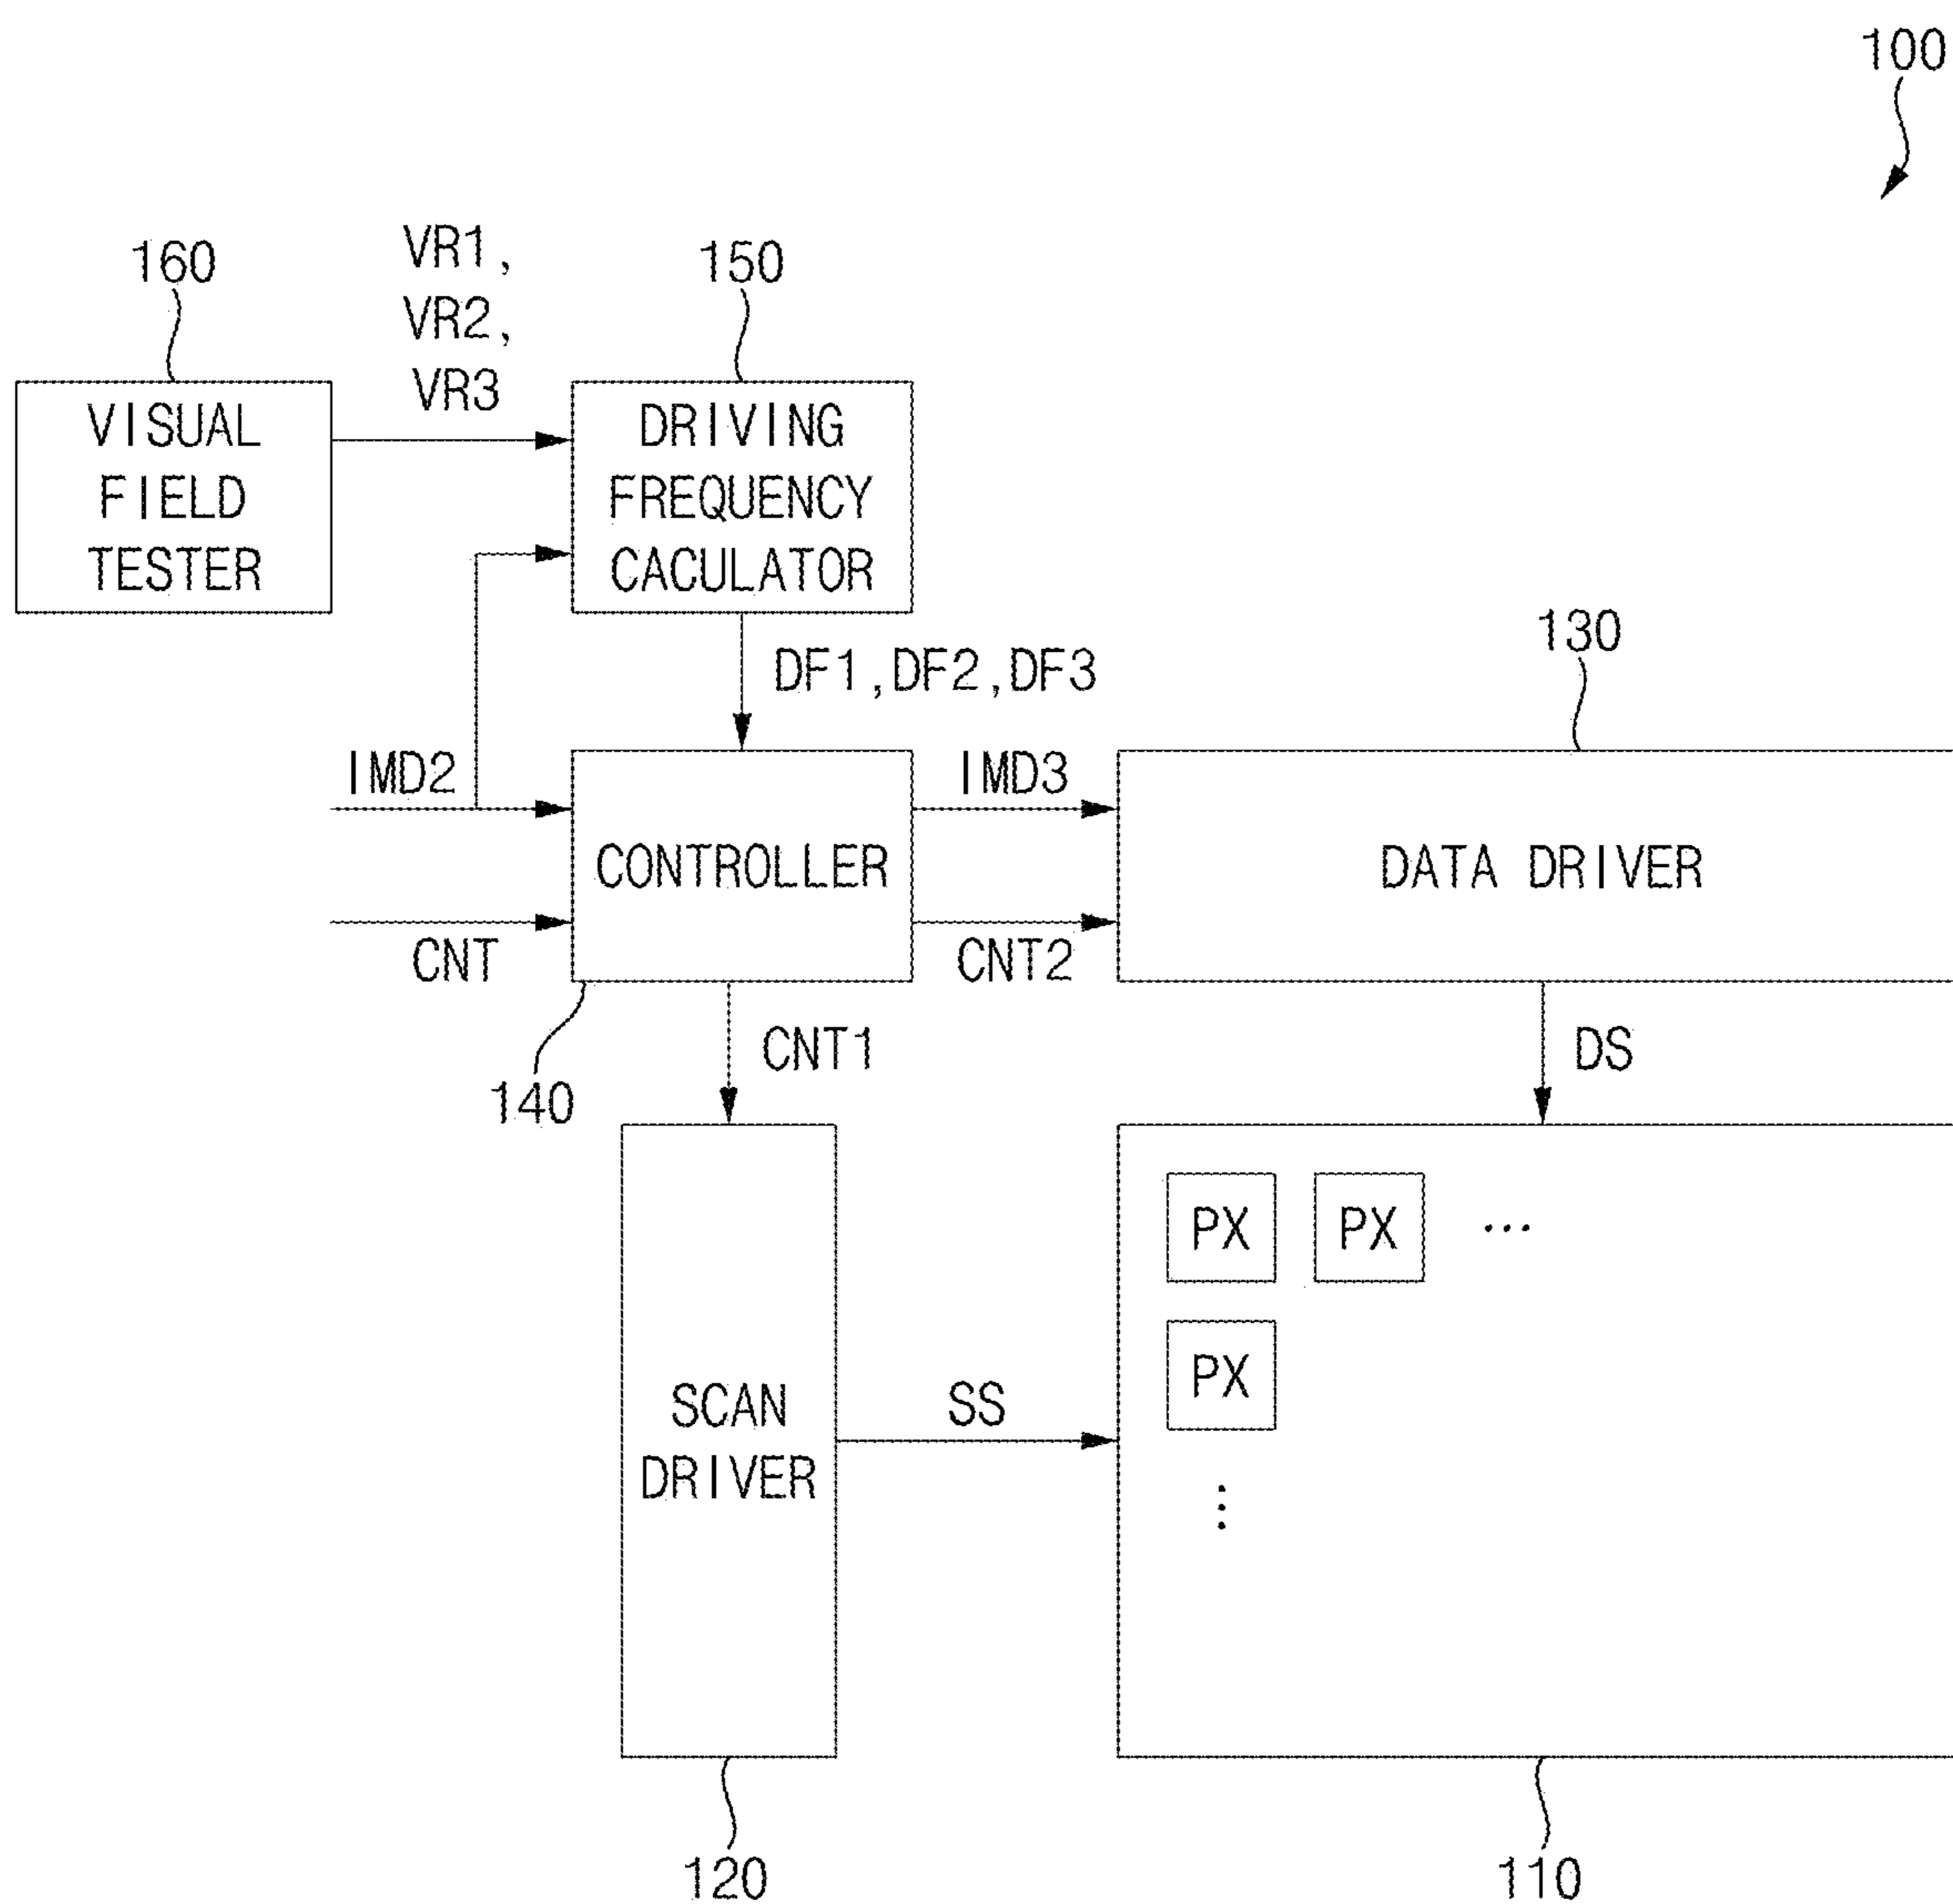 100
160
VR1,
VR2,
VR3
150
VISUAL
FIELD
TESTER
DRIVING
FREQUENCY
CACULATOR
DF1,DF2,DF3
130
IMD2
CONTROLLER
IMD3
DATA DRIVER
CNT
CNT2
140
CNT1
DS
PX PX ...
PX
⋮
SCAN
DRIVER
SS
120
110